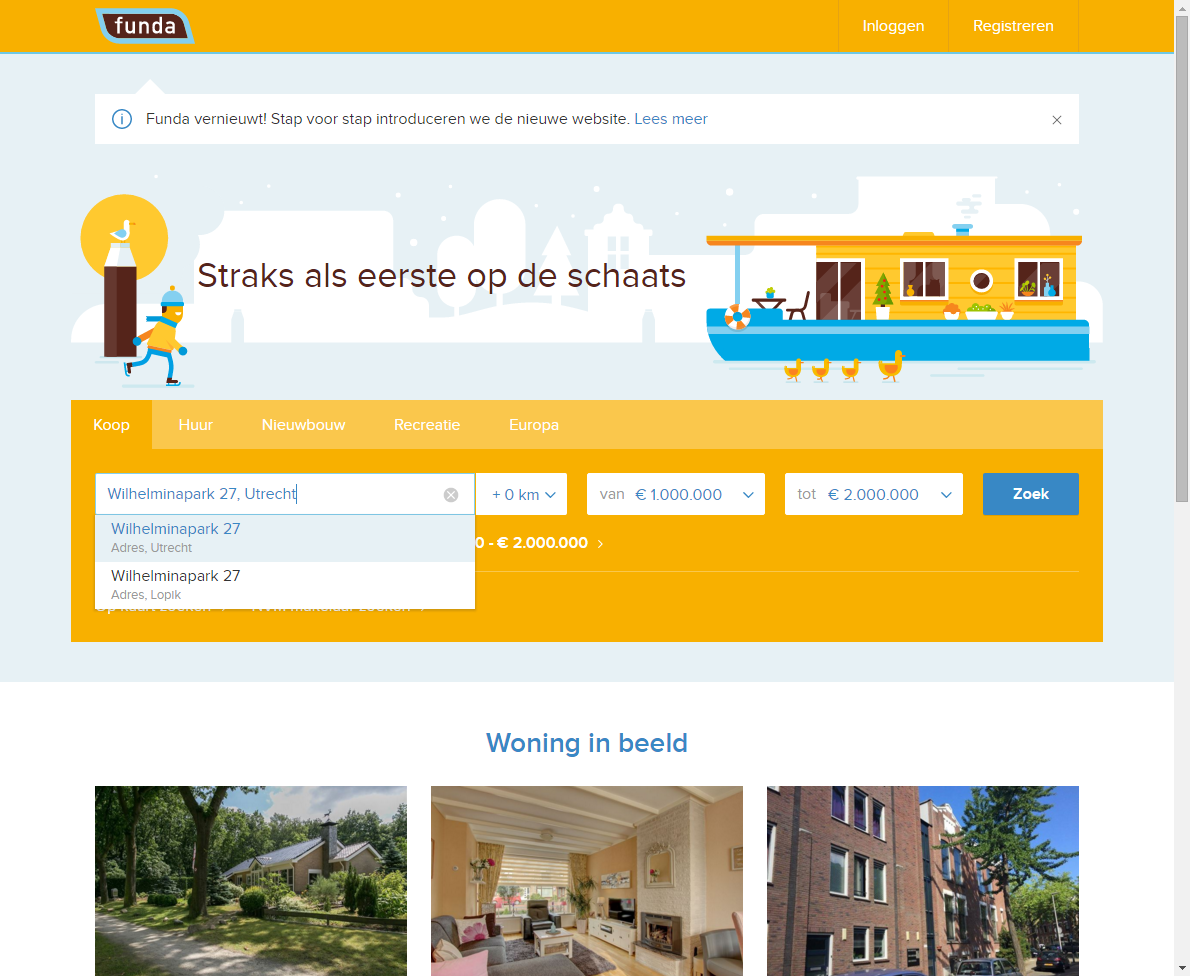 funda
Inloggen
Registreren
Funda vernieuwt! Stap voor stap introduceren we de nieuwe website. Lees meer
Straks als eerste op de schaats
Koop
Huur
Nieuwbouw
Recreatie
Europa
Wilhelminapark 27, Utrecht
+ 0 km
van € 1.000.000
tot € 2.000.000
Zoek
Wilhelminapark 27
Adres, Utrecht
0 - € 2.000.000
Wilhelminapark 27
Adres, Lopik
Woning in beeld